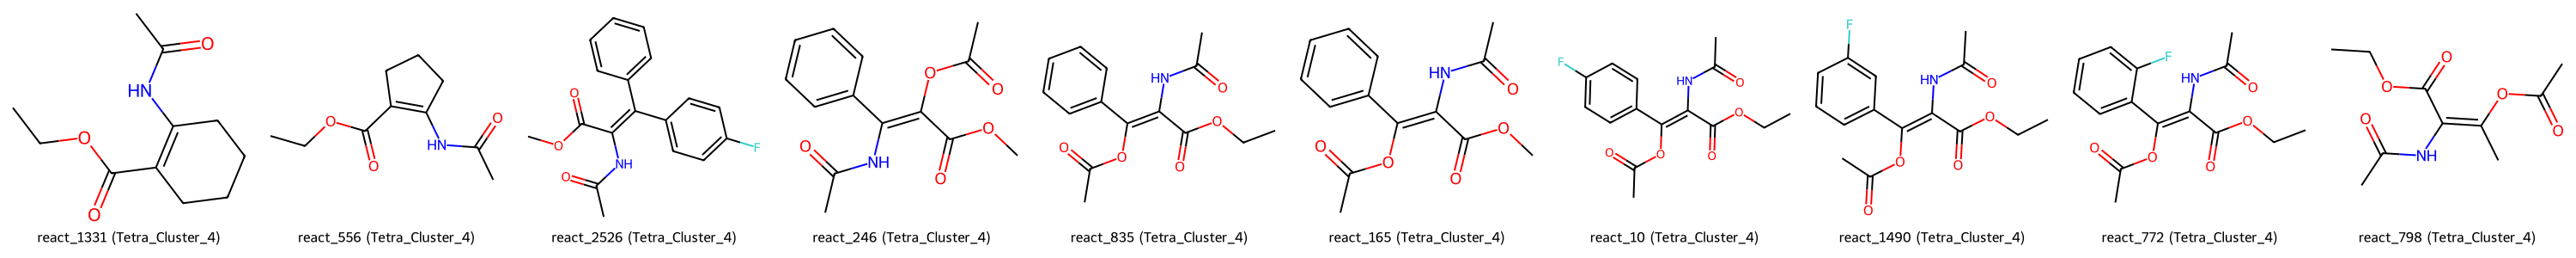 react_1331 (Tetra_Cluster_4)
react_556 (Tetra_Cluster_4)
react_2526 (Tetra_Cluster_4)
react_246 (Tetra_Cluster_4)
react_835 (Tetra_Cluster_4)
react_165 (Tetra_Cluster_4)
react_10 (Tetra_Cluster_4)
react_1490 (Tetra_Cluster_4)
react_772 (Tetra_Cluster_4)
react_798 (Tetra_Cluster_4)